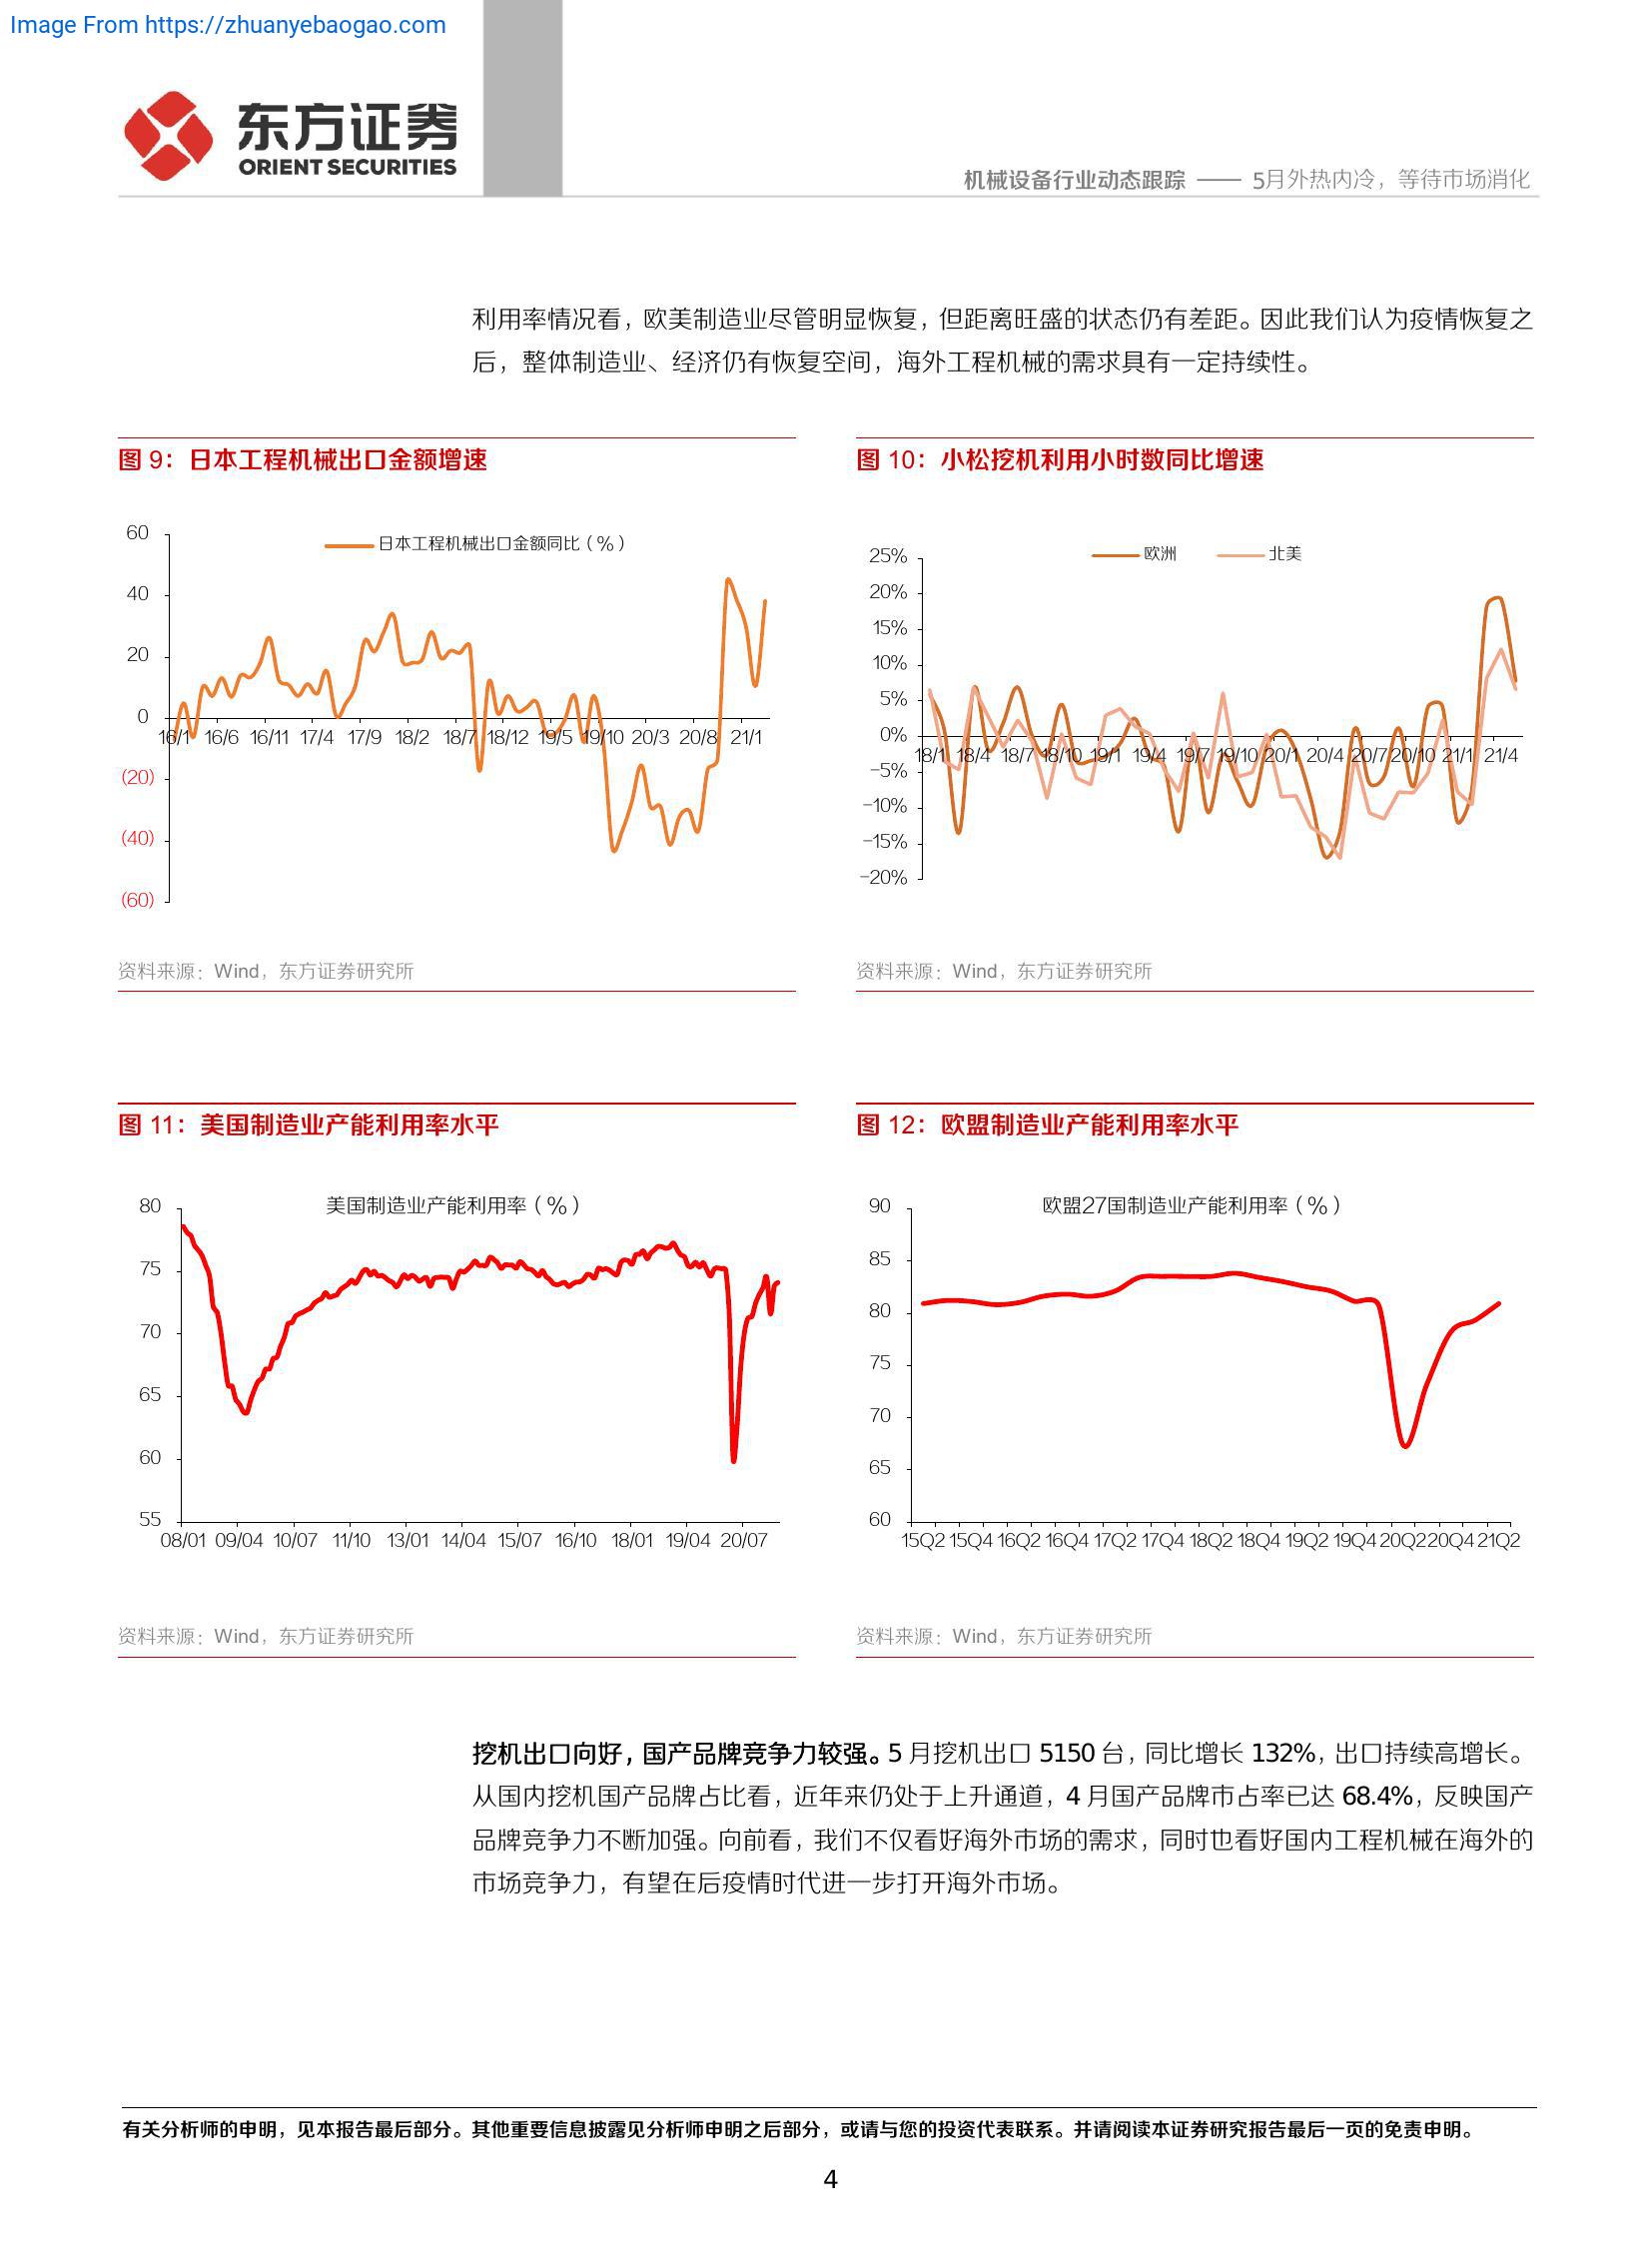 Image From https://zhuanyebaogao.com
东方证券
ORIENT SECURITIES
机械设备行业动态跟踪 —— 5月外热内冷，等待市场消化
利用率情况看，欧美制造业尽管明显恢复，但距离旺盛的状态仍有差距。因此我们认为疫情恢复之
后，整体制造业、经济仍有恢复空间，海外工程机械的需求具有一定持续性。
图 9：日本工程机械出口金额增速
日本工程机械出口金额同比（%）
60
40
20
0
(20)
(40)
(60)
16/1 16/6 16/11 17/4 17/9 18/2 18/7 18/12 19/5 19/10 20/3 20/8 21/1
资料来源：Wind，东方证券研究所
图 10：小松挖机利用小时数同比增速
欧洲 北美
25%
20%
15%
10%
5%
0%
-5%
-10%
-15%
-20%
18/1 18/4 18/7 18/10 19/1 19/4 19/7 19/10 20/1 20/4 20/7 20/10 21/1 21/4
资料来源：Wind，东方证券研究所
图 11：美国制造业产能利用率水平
美国制造业产能利用率（%）
80
75
70
65
60
55
08/01 09/04 10/07 11/10 13/01 14/04 15/07 16/10 18/01 19/04 20/07
资料来源：Wind，东方证券研究所
图 12：欧盟制造业产能利用率水平
欧盟27国制造业产能利用率（%）
90
85
80
75
70
65
60
15Q2 15Q4 16Q2 16Q4 17Q2 17Q4 18Q2 18Q4 19Q2 19Q4 20Q2 20Q4 21Q2
资料来源：Wind，东方证券研究所
挖机出口向好，国产品牌竞争力较强。5 月挖机出口 5150 台，同比增长 132%，出口持续高增长。
从国内挖机国产品牌占比看，近年来仍处于上升通道，4 月国产品牌市占率已达 68.4%，反映国产
品牌竞争力不断加强。向前看，我们不仅看好海外市场的需求，同时也看好国内工程机械在海外的
市场竞争力，有望在后疫情时代进一步打开海外市场。
有关分析师的申明，见本报告最后部分。其他重要信息披露见分析师申明之后部分，或请与您的投资代表联系。并请阅读本证券研究报告最后一页的免责申明。
4